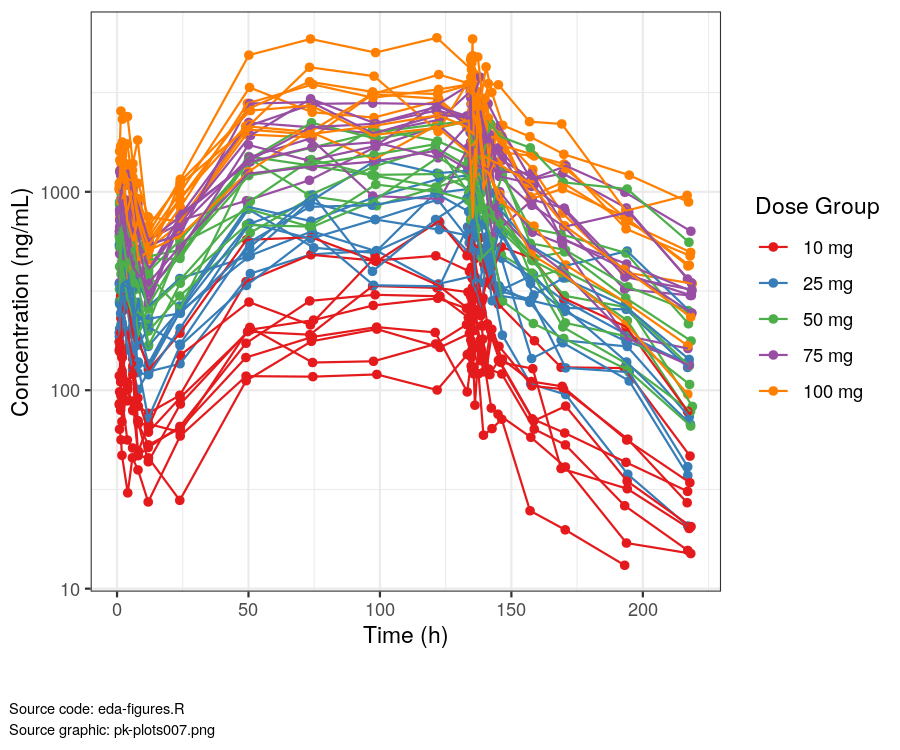 1000
100
10
0 50 100 150 200
Time (h)
Concentration (ng/mL)
Dose Group
10 mg
25 mg
50 mg
75 mg
100 mg
Source code: eda-figures.R
Source graphic: pk-plots007.png